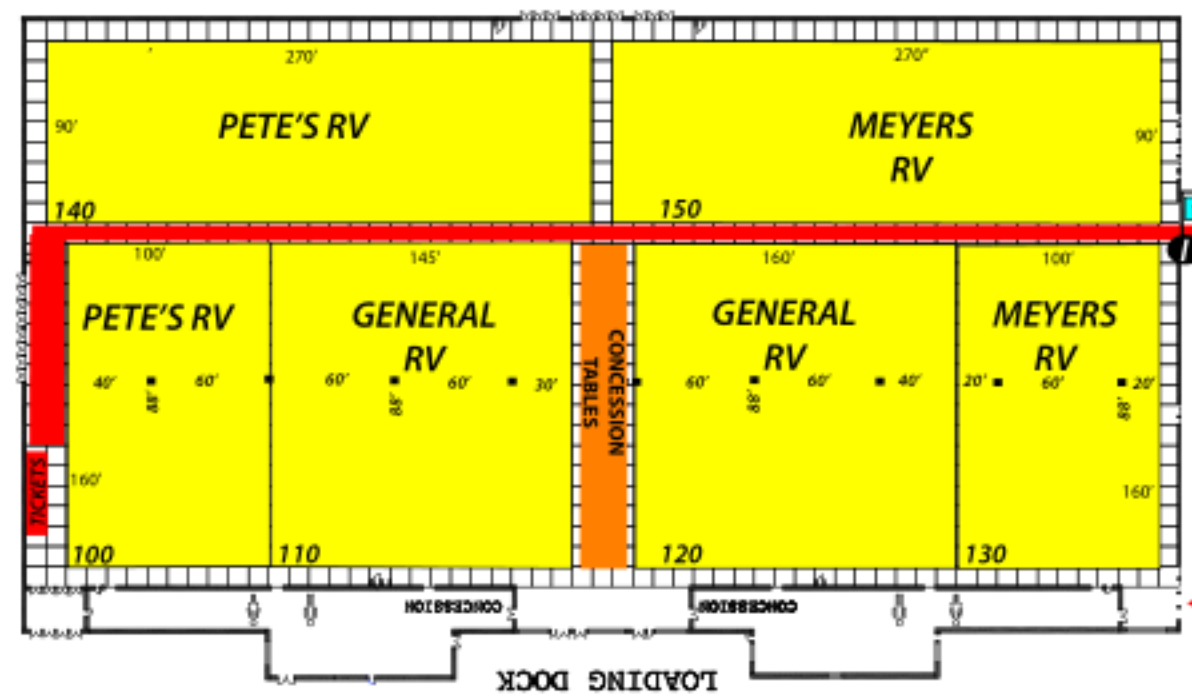 270'
270"
PETE'S RV
MEYERS
RV
90'
90'
140
150
100'
145'
160'
100'
PETE'S RV
GENERAL
RV
GENERAL
RV
MEYERS
RV
CONCESSION
TABLES
40'
60'
60'
60'
30'
60'
60'
40'
20'
60'
20'
88'
88'
88'
88'
160'
160'
TICKETS
100
110
120
130
CONCESSION
CONCESSION
LOADING DOCK